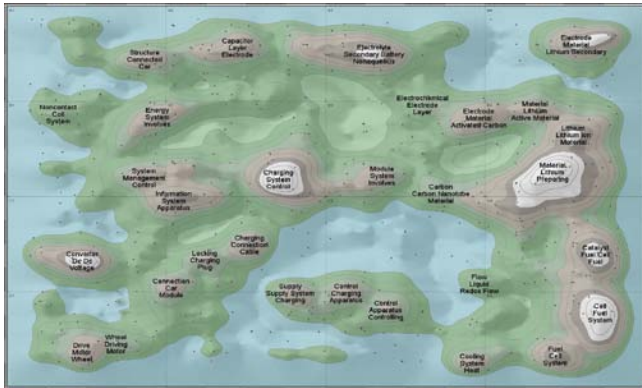 Capacitor
Layer
Electrode
Structure
Connected
Car
Electrolyte
Secondary Battery
Nonaqueous
Electrode
Material
Lithium Secondary
Noncontact
Coil
System
Energy
System
Involves
Electrochemical
Electrode
Layer
Electrode
Material
Activated Carbon
Material
Lithium
Active Material
Lithium
Lithium Ion
Material
System
Management
Control
Information
System
Apparatus
Charging
System
Control
Module
System
Involves
Carbon
Carbon Nanotube
Material
Material
Lithium
Preparing
Converter
Dc Dc
Voltage
Locking
Charging
Plug
Charging
Connection
Cable
Connection
Car
Module
Supply
Supply System
Charging
Control
Charging
Apparatus
Control
Apparatus
Controlling
Flow
Liquid
Redox Flow
Catalyst
Fuel Cell
Fuel
Cell
Fuel
System
Drive
Motor
Wheel
Wheel
Driving
Motor
Cooling
System
Heat
Fuel
Cell
System